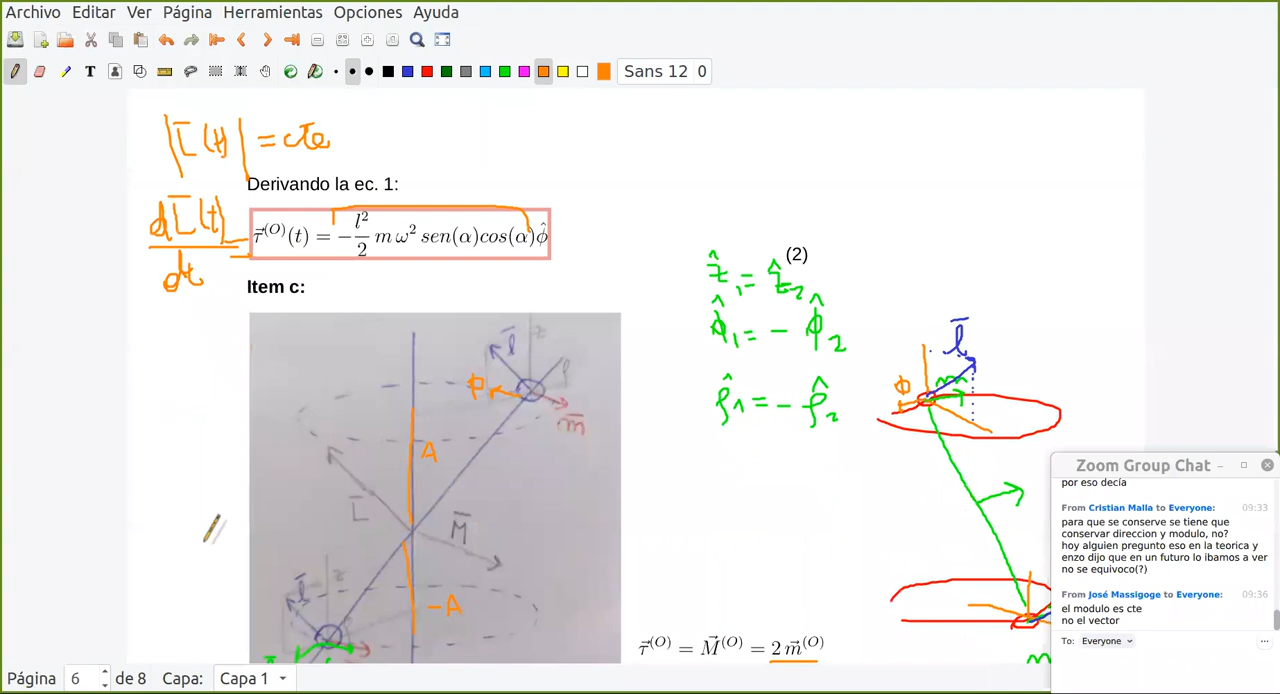 Archivo Editar Ver Página Herramientas Opciones Ayuda
T Sans 12 0
|L̄(t)| = cte
Derivando la ec. 1:
dL̄(t)/dt =
τ⃗^(O)(t) = −l²/2 m ω² sen(α)cos(α)φ̂
(2)
ẑ₁ = ẑ₂
Item c:
φ̂₁ = − φ̂₂
ρ̂₁ = − ρ̂₂
l̄ z ρ
φ
m̄
A
L̄
M̄
−A
l̄ z
l̄
φ m
τ⃗^(O) = M⃗^(O) = 2 m⃗^(O)
Zoom Group Chat
por eso decía
From Cristian Malla to Everyone: 09:33
para que se conserve se tiene que
conservar direccion y modulo, no?
hoy alguien pregunto eso en la teorica y
enzo dijo que en un futuro lo ibamos a ver
no se equivoco(?)
From José Massigoge to Everyone: 09:36
el modulo es cte
no el vector
To: Everyone
Página 6 de 8 Capa: Capa 1